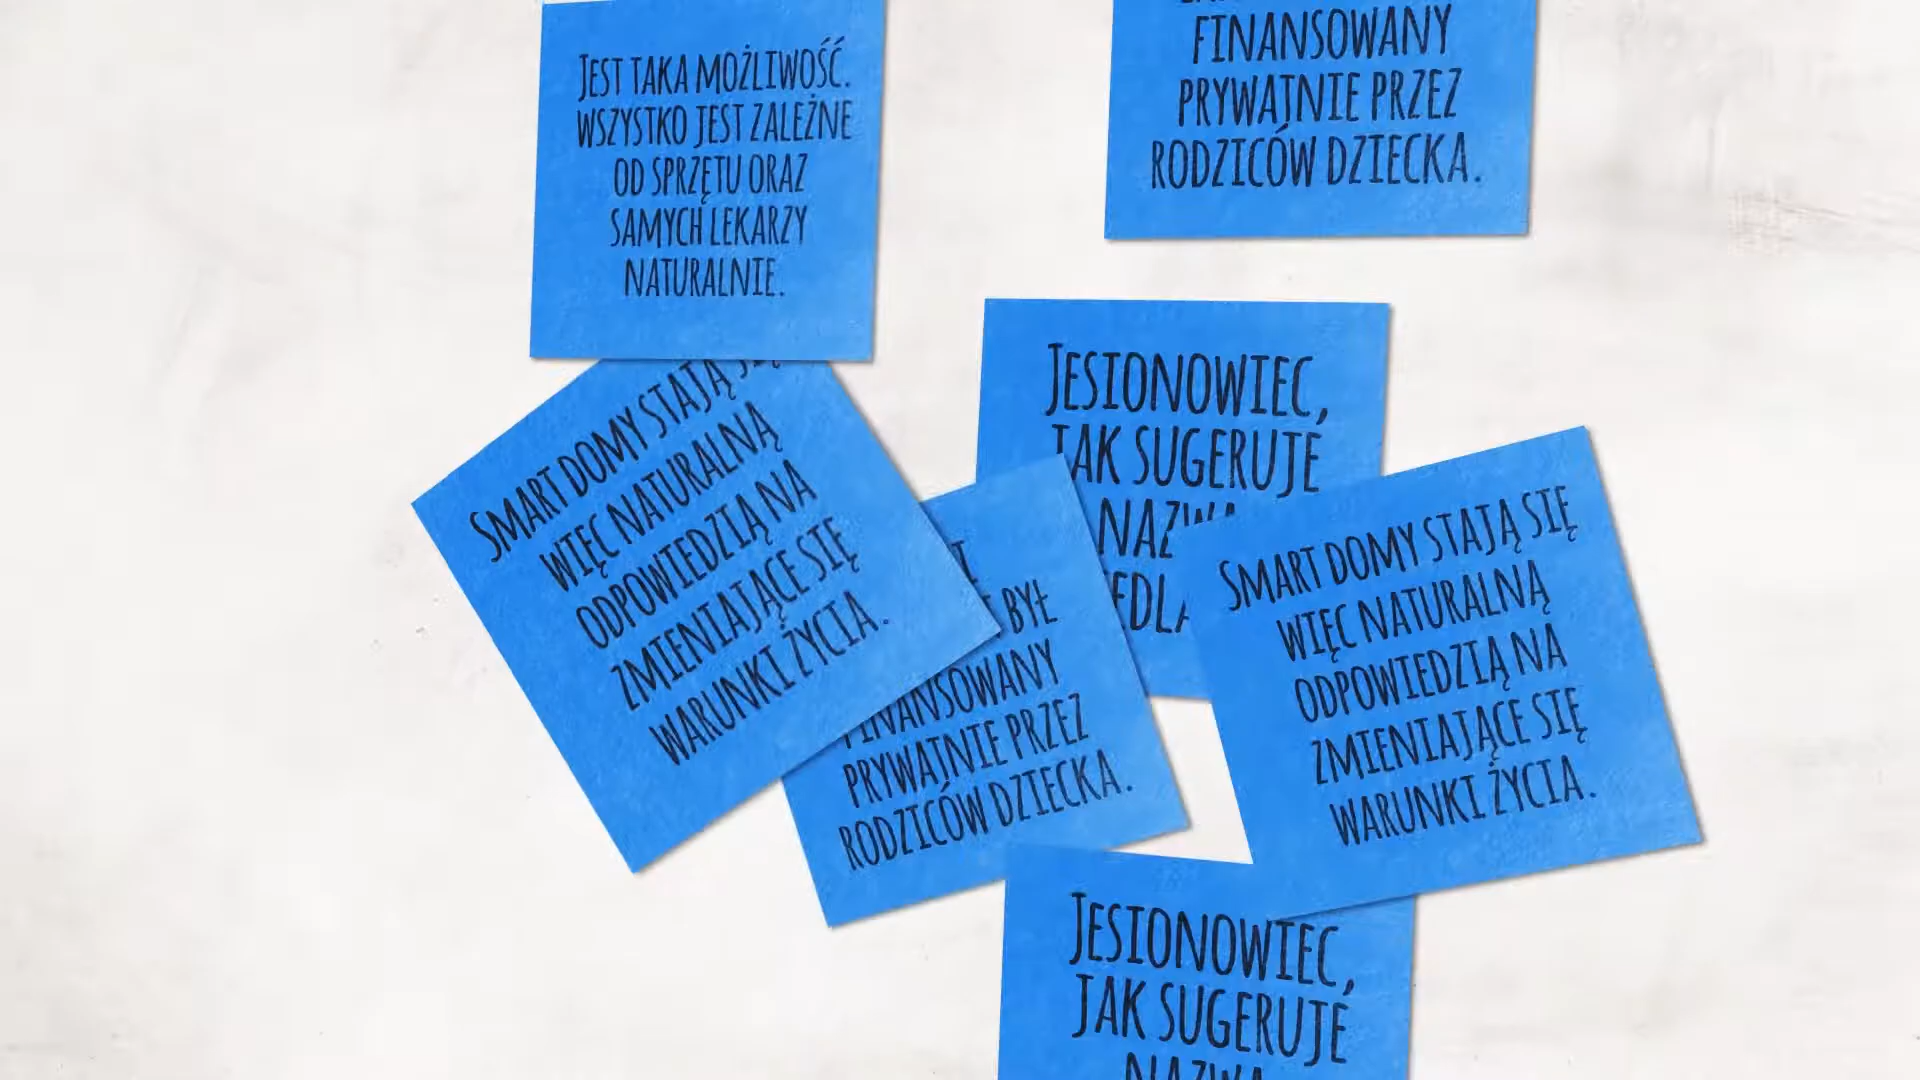 Jest taka możliwość.
Wszystko jest zależne
od sprzętu oraz
samych lekarzy
naturalnie.
finansowany
prywatnie przez
rodziców dziecka.
Smart domy stają się
więc naturalną
odpowiedzią na
zmieniające się
warunki życia.
Jesionowiec,
jak sugeruje
był
finansowany
prywatnie przez
rodziców dziecka.
Smart domy stają się
więc naturalną
odpowiedzią na
zmieniające się
warunki życia.
Jesionowiec,
jak sugeruje
nazwa